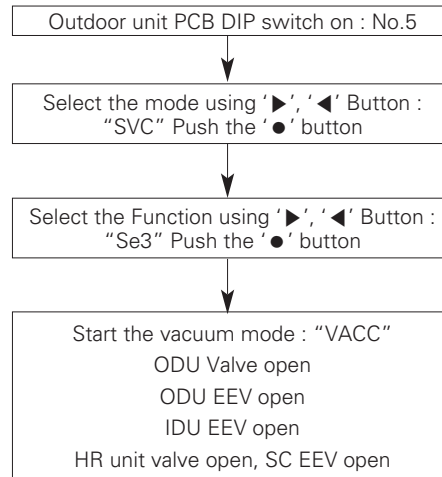 Outdoor unit PCB DIP switch on : No.5
Select the mode using ‘▶’, ‘◀’ Button :
“SVC” Push the ‘●’ button
Select the Function using ‘▶’, ‘◀’ Button :
“Se3” Push the ‘●’ button
Start the vacuum mode : “VACC”
ODU Valve open
ODU EEV open
IDU EEV open
HR unit valve open, SC EEV open